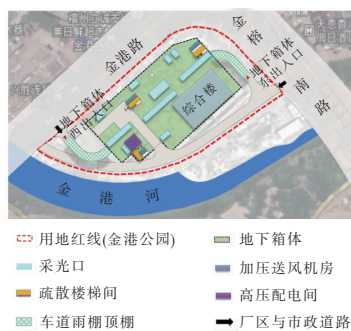 金港路
金榕
南路
地下箱体
西出入口
地下箱体
东出入口
综合楼
金港河
用地红线(金港公园)
地下箱体
采光口
加压送风机房
疏散楼梯间
高压配电间
车道雨棚顶棚
厂区与市政道路